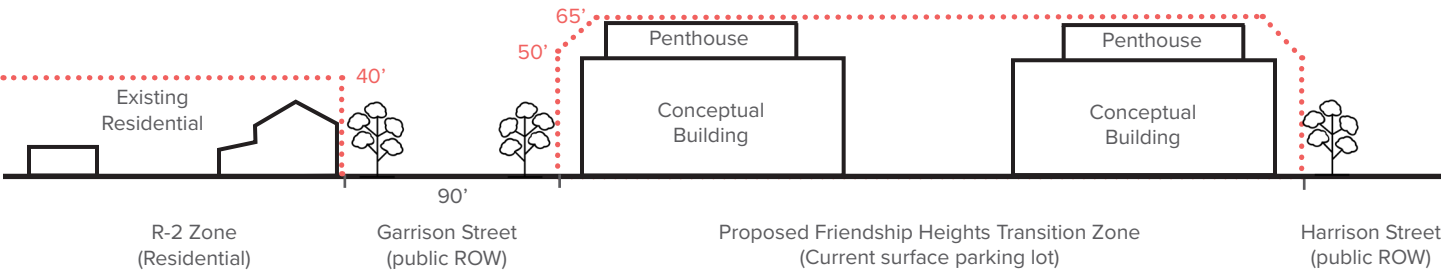 65’
50’
40’
Penthouse
Penthouse
Existing
Residential
Conceptual
Building
Conceptual
Building
90’
R-2 Zone
(Residential)
Garrison Street
(public ROW)
Proposed Friendship Heights Transition Zone
(Current surface parking lot)
Harrison Street
(public ROW)